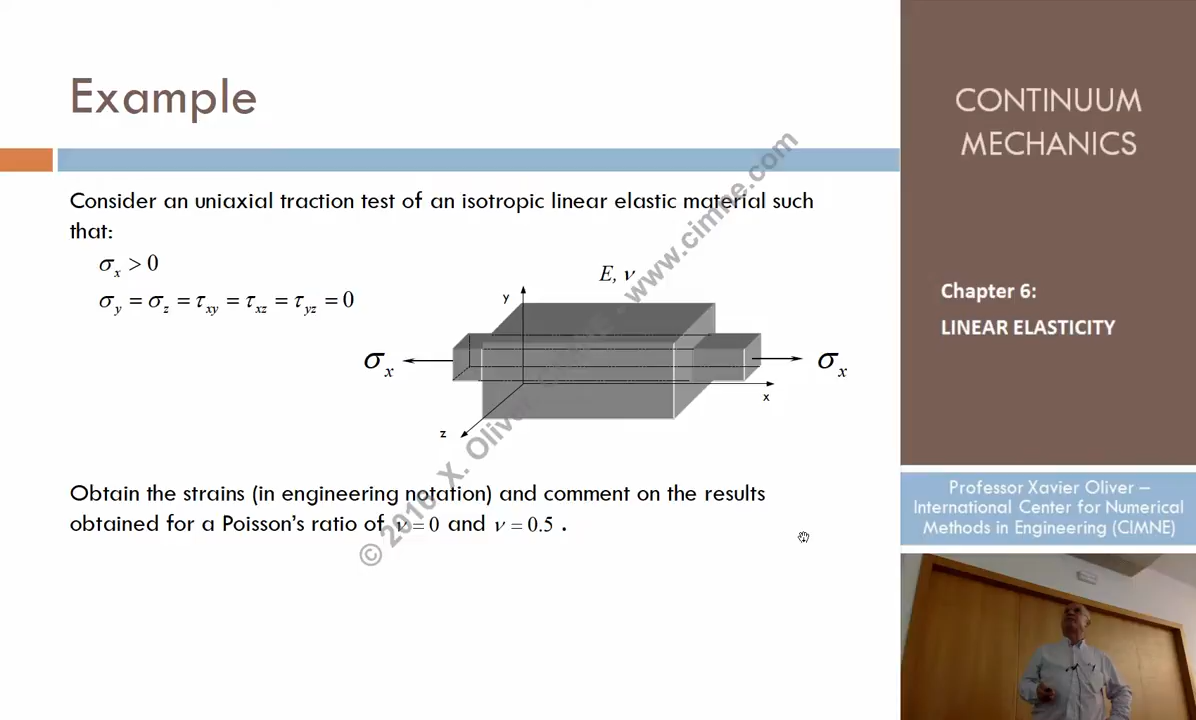 Example
CONTINUUM
MECHANICS
Consider an uniaxial traction test of an isotropic linear elastic material such
that:
σx > 0
σy = σz = τxy = τxz = τyz = 0
E, ν
y
σx
σx
x
z
Chapter 6:
LINEAR ELASTICITY
Obtain the strains (in engineering notation) and comment on the results
obtained for a Poisson's ratio of ν = 0 and ν = 0.5 .
Professor Xavier Oliver –
International Center for Numerical
Methods in Engineering (CIMNE)
© 2016. X. Oliver, - www.cimne.com